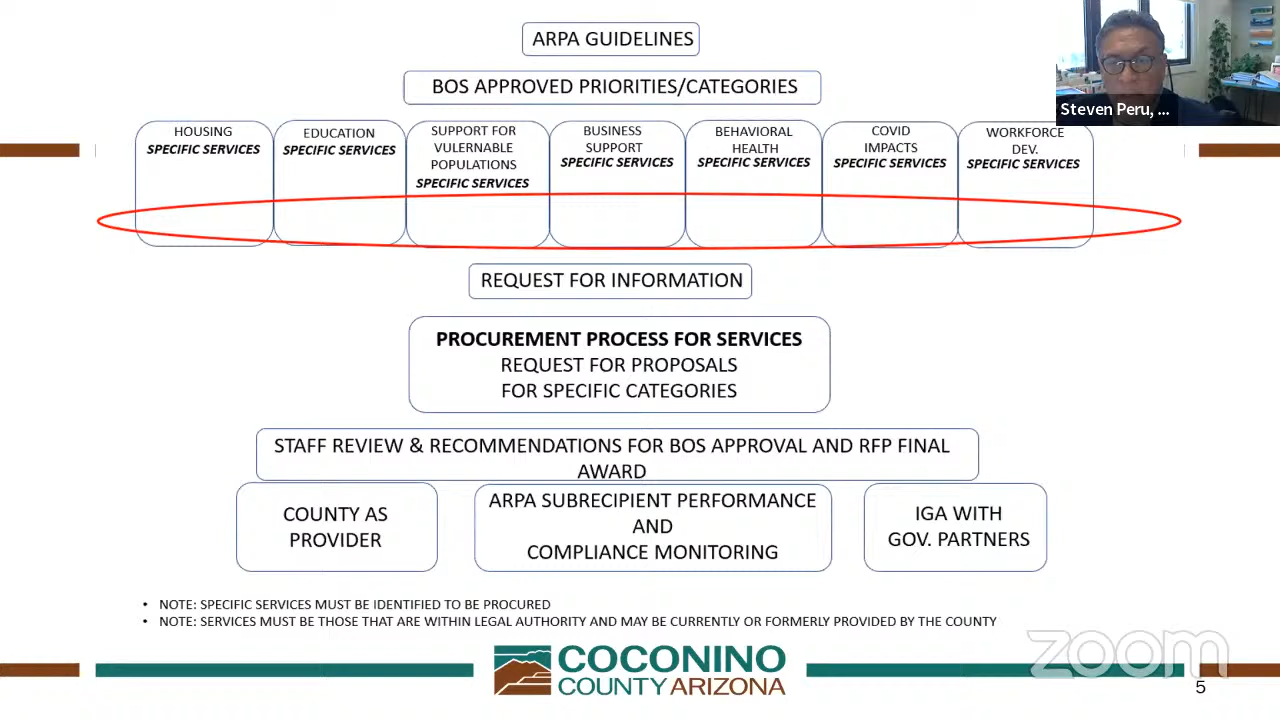 ARPA GUIDELINES
BOS APPROVED PRIORITIES/CATEGORIES
Steven Peru, ...
HOUSING
SPECIFIC SERVICES
EDUCATION
SPECIFIC SERVICES
SUPPORT FOR
VULERNABLE
POPULATIONS
SPECIFIC SERVICES
BUSINESS
SUPPORT
SPECIFIC SERVICES
BEHAVIORAL
HEALTH
SPECIFIC SERVICES
COVID
IMPACTS
SPECIFIC SERVICES
WORKFORCE
DEV.
SPECIFIC SERVICES
REQUEST FOR INFORMATION
PROCUREMENT PROCESS FOR SERVICES
REQUEST FOR PROPOSALS
FOR SPECIFIC CATEGORIES
STAFF REVIEW & RECOMMENDATIONS FOR BOS APPROVAL AND RFP FINAL
AWARD
COUNTY AS
PROVIDER
ARPA SUBRECIPIENT PERFORMANCE
AND
COMPLIANCE MONITORING
IGA WITH
GOV. PARTNERS
• NOTE: SPECIFIC SERVICES MUST BE IDENTIFIED TO BE PROCURED
• NOTE: SERVICES MUST BE THOSE THAT ARE WITHIN LEGAL AUTHORITY AND MAY BE CURRENTLY OR FORMERLY PROVIDED BY THE COUNTY
COCONINO
COUNTY ARIZONA
zoom
5